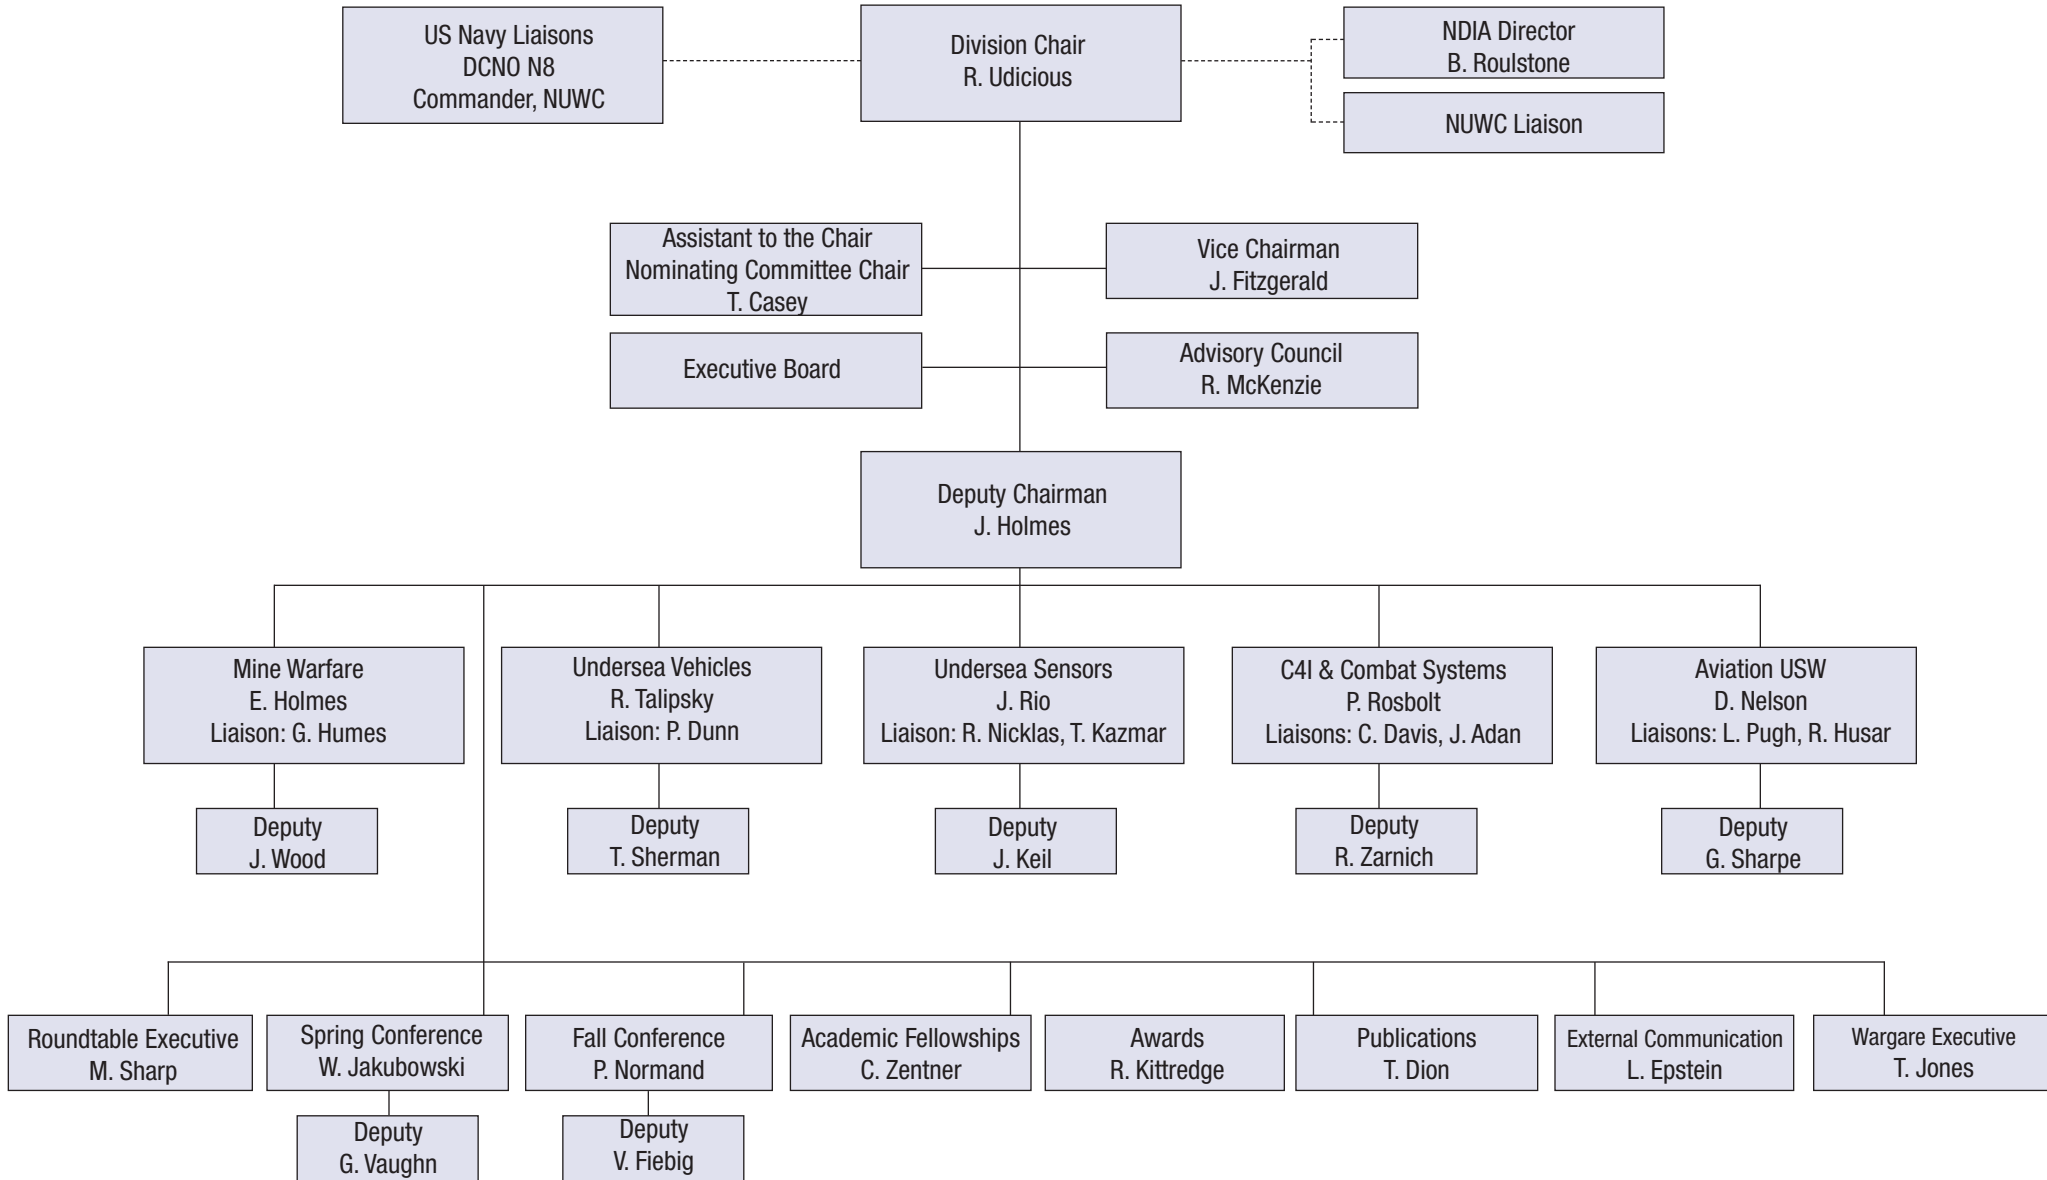 US Navy Liaisons
DCNO N8
Commander, NUWC
Division Chair
R. Udicious
NDIA Director
B. Roulstone
NUWC Liaison
Assistant to the Chair
Nominating Committee Chair
T. Casey
Vice Chairman
J. Fitzgerald
Executive Board
Advisory Council
R. McKenzie
Deputy Chairman
J. Holmes
Mine Warfare
E. Holmes
Liaison: G. Humes
Undersea Vehicles
R. Talipsky
Liaison: P. Dunn
Undersea Sensors
J. Rio
Liaison: R. Nicklas, T. Kazmar
C4I & Combat Systems
P. Rosbolt
Liaisons: C. Davis, J. Adan
Aviation USW
D. Nelson
Liaisons: L. Pugh, R. Husar
Deputy
J. Wood
Deputy
T. Sherman
Deputy
J. Keil
Deputy
R. Zarnich
Deputy
G. Sharpe
Roundtable Executive
M. Sharp
Spring Conference
W. Jakubowski
Fall Conference
P. Normand
Academic Fellowships
C. Zentner
Awards
R. Kittredge
Publications
T. Dion
External Communication
L. Epstein
Wargare Executive
T. Jones
Deputy
G. Vaughn
Deputy
V. Fiebig